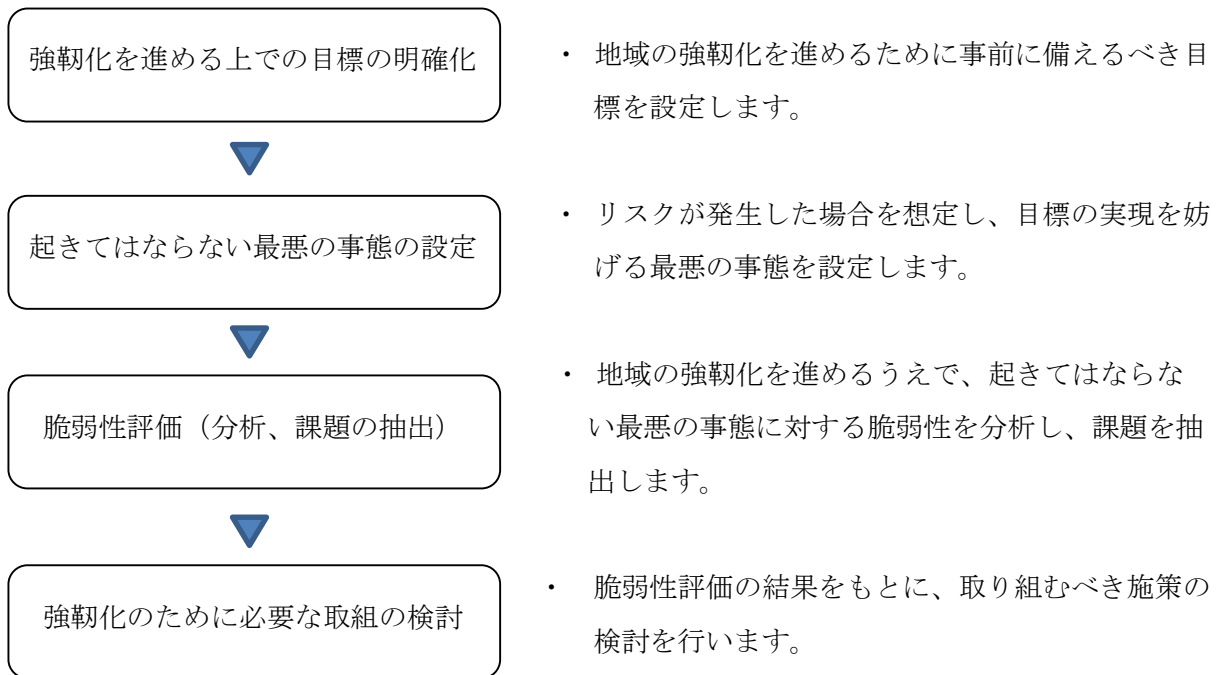 強靭化を進める上での目標の明確化
・ 地域の強靭化を進めるために事前に備えるべき目
標を設定します。
起きてはならない最悪の事態の設定
・ リスクが発生した場合を想定し、目標の実現を妨
げる最悪の事態を設定します。
脆弱性評価（分析、課題の抽出）
・ 地域の強靭化を進めるうえで、起きてはならな
い最悪の事態に対する脆弱性を分析し、課題を抽
出します。
強靭化のために必要な取組の検討
・ 脆弱性評価の結果をもとに、取り組むべき施策の
検討を行います。